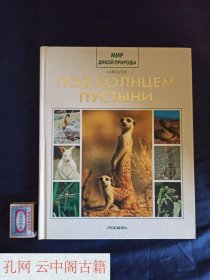 МИР
ДИКОЙ ПРИРОДЫ
LAROUSSE
ПОД СОЛНЦЕМ
ПУСТЫНИ
«РОСМЭН»
孔网 云中阁古籍